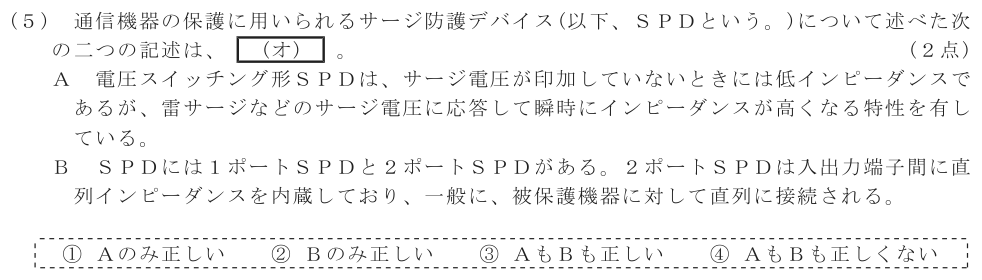 (５) 通信機器の保護に用いられるサージ防護デバイス(以下、ＳＰＤという。)について述べた次
の二つの記述は、 (オ) 。 (２点)
Ａ 電圧スイッチング形ＳＰＤは、サージ電圧が印加していないときには低インピーダンスで
あるが、雷サージなどのサージ電圧に応答して瞬時にインピーダンスが高くなる特性を有し
ている。
Ｂ ＳＰＤには１ポートＳＰＤと２ポートＳＰＤがある。２ポートＳＰＤは入出力端子間に直
列インピーダンスを内蔵しており、一般に、被保護機器に対して直列に接続される。
① Ａのみ正しい ② Ｂのみ正しい ③ ＡもＢも正しい ④ ＡもＢも正しくない